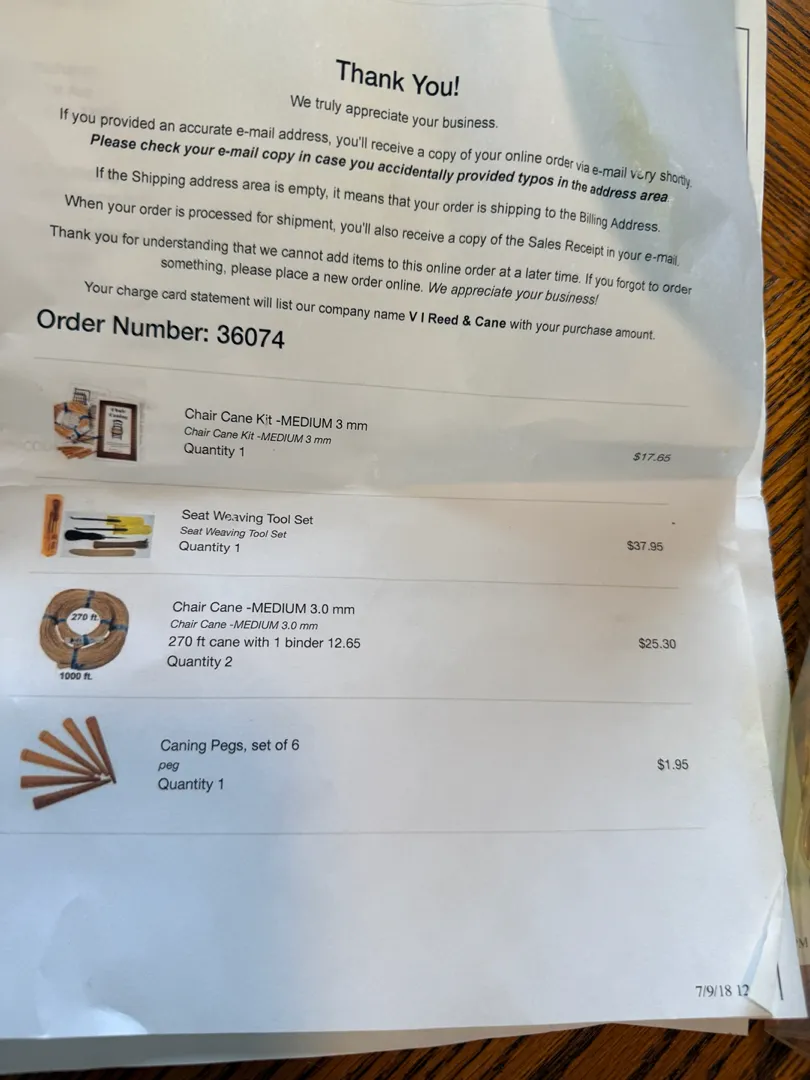 Thank You!
We truly appreciate your business.
If you provided an accurate e-mail address, you'll receive a copy of your online order via e-mail very shortly.
Please check your e-mail copy in case you accidentally provided typos in the address area.
If the Shipping address area is empty, it means that your order is shipping to the Billing Address.
When your order is processed for shipment, you'll also receive a copy of the Sales Receipt in your e-mail.
Thank you for understanding that we cannot add items to this online order at a later time. If you forgot to order
something, please place a new order online. We appreciate your business!
Your charge card statement will list our company name V I Reed & Cane with your purchase amount.
Order Number: 36074
Chair Cane Kit -MEDIUM 3 mm
Chair Cane Kit -MEDIUM 3 mm
Quantity 1
$17.65
Seat Weaving Tool Set
Seat Weaving Tool Set
Quantity 1
$37.95
270 ft.
1000 ft.
Chair Cane -MEDIUM 3.0 mm
Chair Cane -MEDIUM 3.0 mm
270 ft cane with 1 binder 12.65
Quantity 2
$25.30
Caning Pegs, set of 6
peg
Quantity 1
$1.95
7/9/18 12